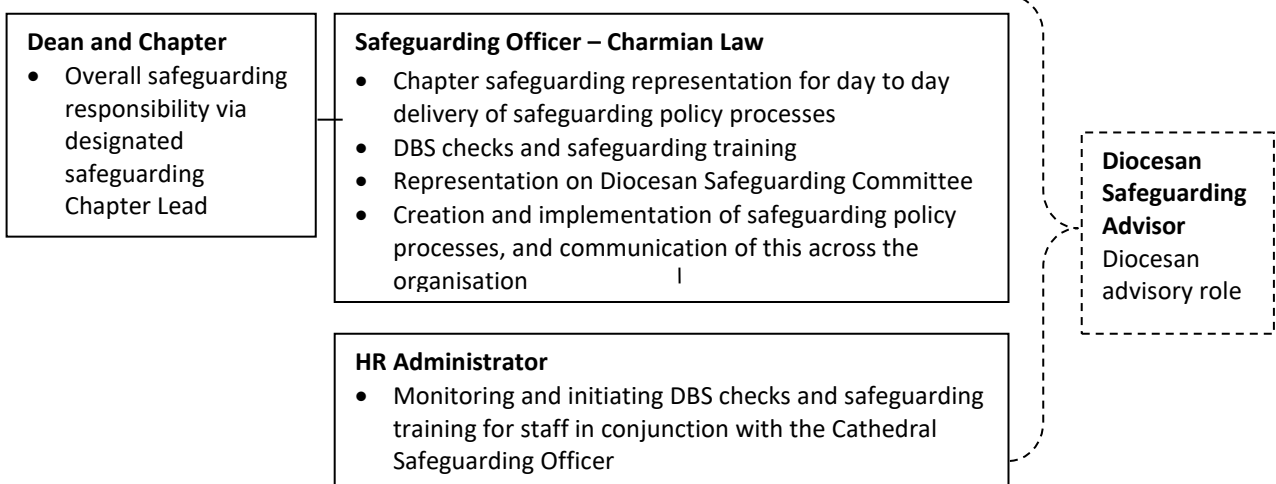 Dean and Chapter
• Overall safeguarding
responsibility via
designated
safeguarding
Chapter Lead
Safeguarding Officer – Charmian Law
• Chapter safeguarding representation for day to day
delivery of safeguarding policy processes
• DBS checks and safeguarding training
• Representation on Diocesan Safeguarding Committee
• Creation and implementation of safeguarding policy
processes, and communication of this across the
organisation
HR Administrator
• Monitoring and initiating DBS checks and safeguarding
training for staff in conjunction with the Cathedral
Safeguarding Officer
Diocesan
Safeguarding
Advisor
Diocesan
advisory role